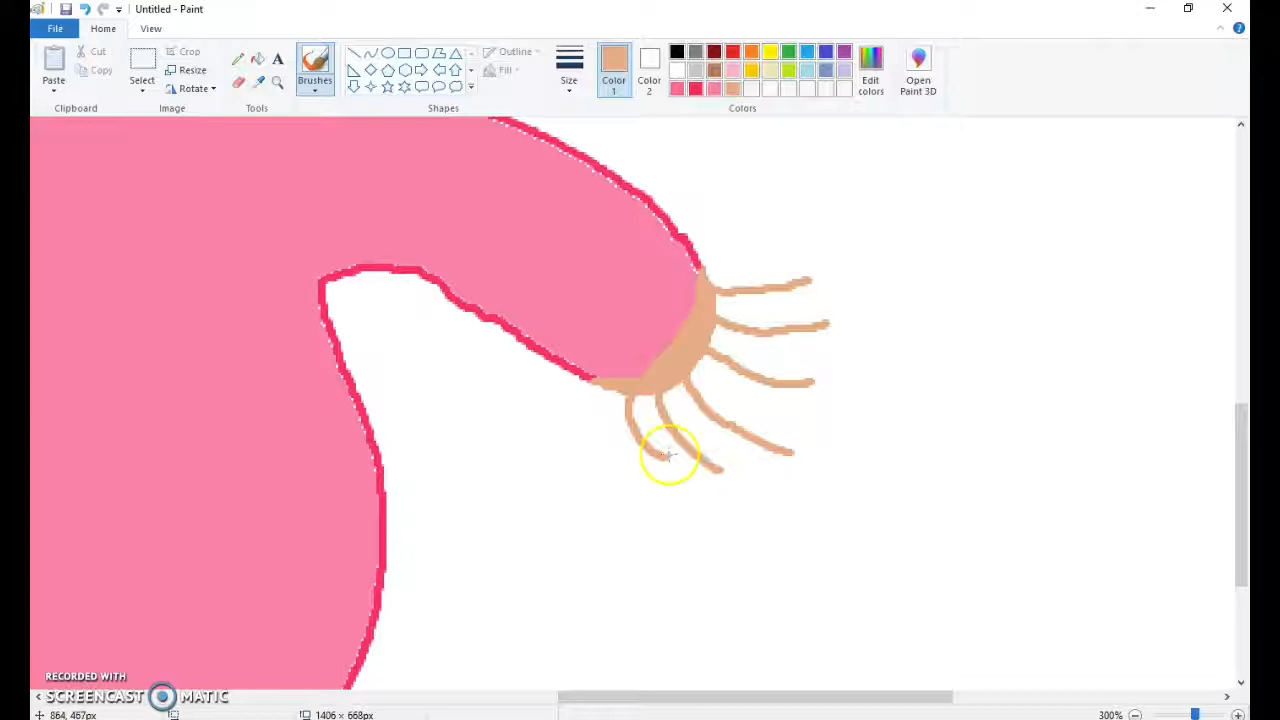 Untitled - Paint
File Home View
Paste
Cut
Copy
Clipboard
Select
Crop
Resize
Rotate
Image
A
Tools
Brushes
Outline
Fill
Shapes
Size
Color 1
Color 2
Edit colors
Colors
Open Paint 3D
RECORDED WITH
SCREENCAST MATIC
864, 467px
1406 × 668px
300%